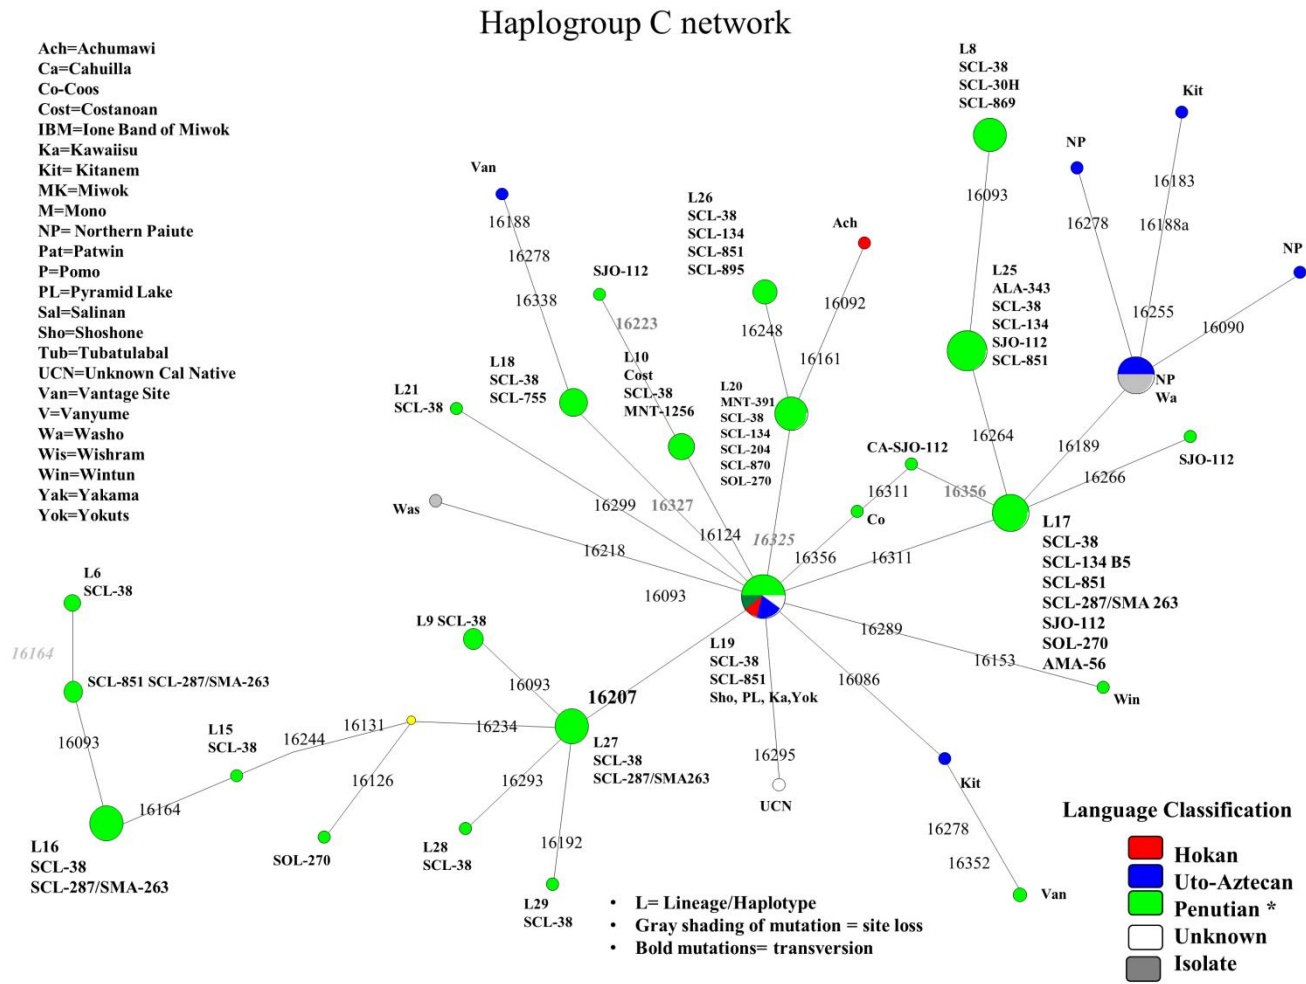 Haplogroup C network
Ach=Achumawi
Ca=Cahuilla
Co-Coos
Cost=Costanoan
IBM=Ione Band of Miwok
Ka=Kawaiisu
Kit= Kitanem
MK=Miwok
M=Mono
NP= Northern Paiute
Pat=Patwin
P=Pomo
PL=Pyramid Lake
Sal=Salinan
Sho=Shoshone
Tub=Tubatulabal
UCN=Unknown Cal Native
Van=Vantage Site
V=Vanyume
Wa=Washo
Wis=Wishram
Win=Wintun
Yak=Yakama
Yok=Yokuts
Van
16188
16278
16338
L18
SCL-38
SCL-755
L21
SCL-38
16299
16327
Was
16218
SJO-112
16223
L10
Cost
SCL-38
MNT-1256
16124
L26
SCL-38
SCL-134
SCL-851
SCL-895
16248
Ach
16092
16161
L20
MNT-391
SCL-38
SCL-134
SCL-204
SCL-870
SOL-270
16325
L8
SCL-38
SCL-30H
SCL-869
16093
L25
ALA-343
SCL-38
SCL-134
SJO-112
SCL-851
16264
NP
16278
Kit
16183
16188a
16255
NP
16090
NP
Wa
16189
16266
SJO-112
CA-SJO-112
16311
16356
Co
16356
16311
L17
SCL-38
SCL-134 B5
SCL-851
SCL-287/SMA 263
SJO-112
SOL-270
AMA-56
16093
L19
SCL-38
SCL-851
Sho, PL, Ka,Yok
16289
16153
Win
16086
Kit
16278
16352
Van
16295
UCN
L6
SCL-38
16164
SCL-851 SCL-287/SMA-263
16093
L16
SCL-38
SCL-287/SMA-263
16164
L15
SCL-38
16244
16131
16126
SOL-270
16234
L9 SCL-38
16093
16207
L27
SCL-38
SCL-287/SMA263
16293
L28
SCL-38
16192
L29
SCL-38
• L= Lineage/Haplotype
• Gray shading of mutation = site loss
• Bold mutations= transversion
Language Classification
Hokan
Uto-Aztecan
Penutian *
Unknown
Isolate